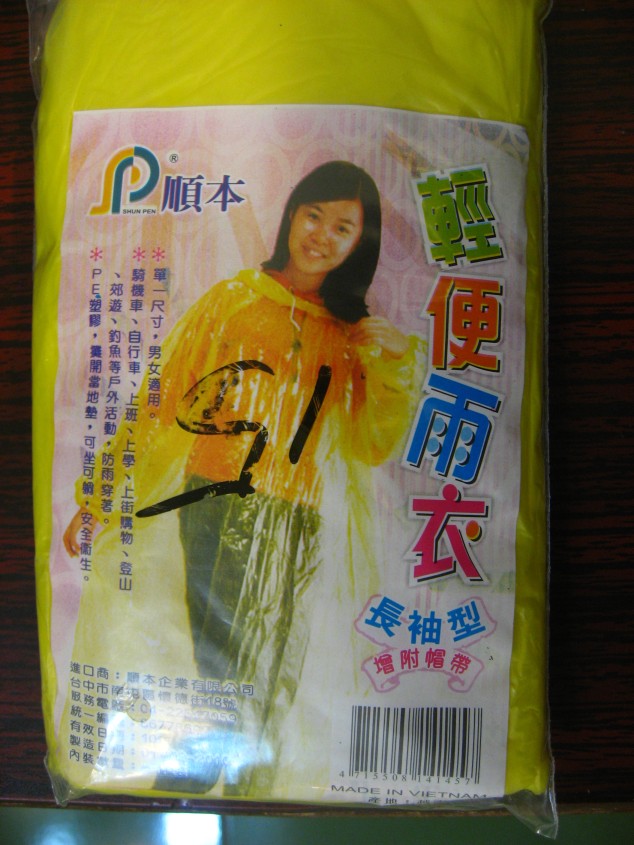 ®
SHUN PEN
順本
輕便雨衣
長袖型
增附帽帶
＊單一尺寸，男女適用。
＊騎機車、自行車、上班、上學、上街購物、登山
、郊遊、釣魚等戶外活動，防雨穿著。
＊PE塑膠，攤開當地墊，可坐可躺，安全衛生。
15
進口商：順本企業有限公司
4 715508 141457
MADE IN VIETNAM